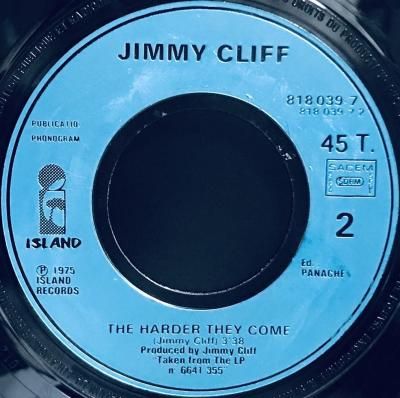 JIMMY CLIFF
818 039-7
818 039-7 2
PUBLICATIO
PHONOGRAM
45 T.
SACEM
SDRM
2
ISLAND
Ed.
PANACHE
℗ 1975
ISLAND
RECORDS
THE HARDER THEY COME
(Jimmy Cliff) 3'38
Produced by Jimmy Cliff
"Taken from The LP
n° 6641 355"